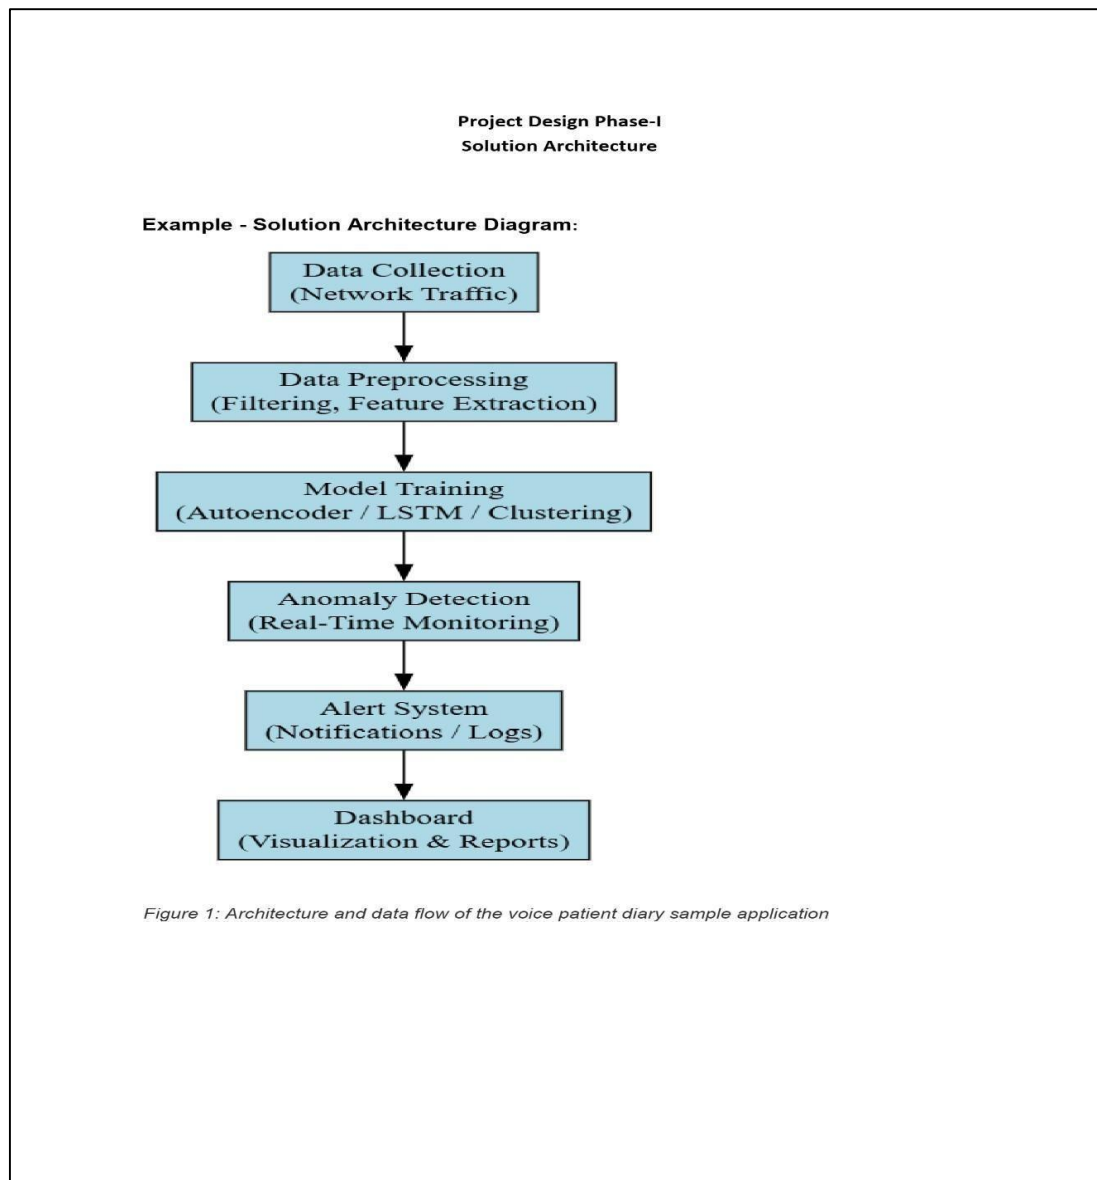 Project Design Phase-I
Solution Architecture
Example - Solution Architecture Diagram:
Data Collection
(Network Traffic)
Data Preprocessing
(Filtering, Feature Extraction)
Model Training
(Autoencoder / LSTM / Clustering)
Anomaly Detection
(Real-Time Monitoring)
Alert System
(Notifications / Logs)
Dashboard
(Visualization & Reports)
Figure 1: Architecture and data flow of the voice patient diary sample application